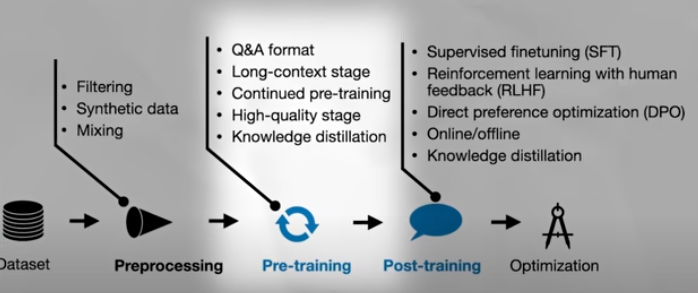 • Filtering
• Synthetic data
• Mixing
• Q&A format
• Long-context stage
• Continued pre-training
• High-quality stage
• Knowledge distillation
• Supervised finetuning (SFT)
• Reinforcement learning with human
feedback (RLHF)
• Direct preference optimization (DPO)
• Online/offline
• Knowledge distillation
Dataset
Preprocessing
Pre-training
Post-training
Optimization